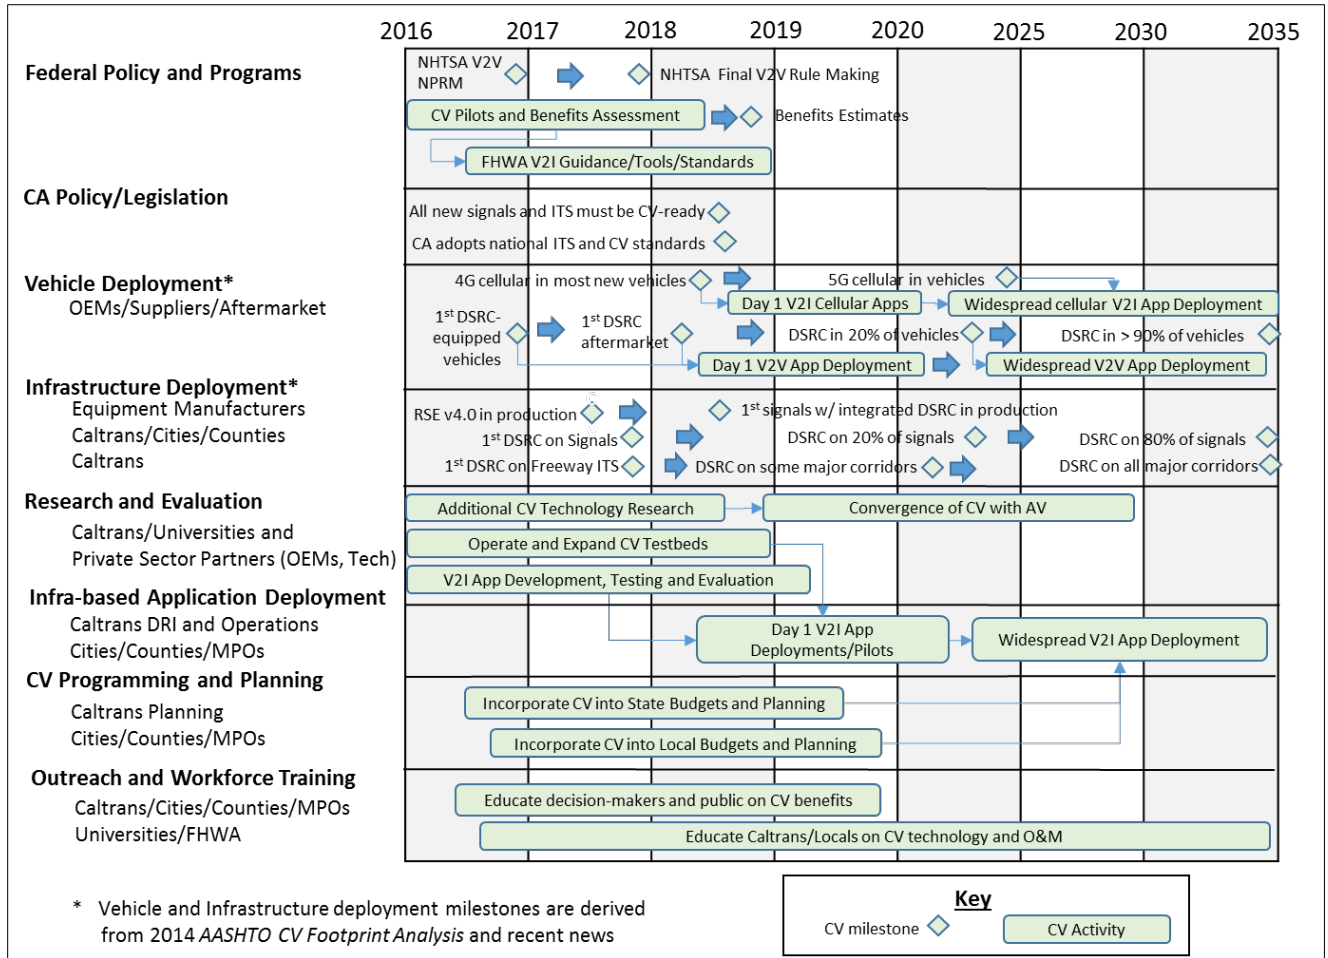 2016 2017 2018 2019 2020 2025 2030 2035
Federal Policy and Programs
NHTSA V2V
NPRM
NHTSA Final V2V Rule Making
CV Pilots and Benefits Assessment
Benefits Estimates
FHWA V2I Guidance/Tools/Standards
CA Policy/Legislation
All new signals and ITS must be CV-ready
CA adopts national ITS and CV standards
Vehicle Deployment*
OEMs/Suppliers/Aftermarket
4G cellular in most new vehicles
5G cellular in vehicles
Day 1 V2I Cellular Apps
Widespread cellular V2I App Deployment
1st DSRC-
equipped
vehicles
1st DSRC
aftermarket
DSRC in 20% of vehicles
DSRC in > 90% of vehicles
Day 1 V2V App Deployment
Widespread V2V App Deployment
Infrastructure Deployment*
Equipment Manufacturers
Caltrans/Cities/Counties
Caltrans
RSE v4.0 in production
1st signals w/ integrated DSRC in production
1st DSRC on Signals
DSRC on 20% of signals
DSRC on 80% of signals
1st DSRC on Freeway ITS
DSRC on some major corridors
DSRC on all major corridors
Research and Evaluation
Caltrans/Universities and
Private Sector Partners (OEMs, Tech)
Additional CV Technology Research
Convergence of CV with AV
Operate and Expand CV Testbeds
V2I App Development, Testing and Evaluation
Infra-based Application Deployment
Caltrans DRI and Operations
Cities/Counties/MPOs
Day 1 V2I App
Deployments/Pilots
Widespread V2I App Deployment
CV Programming and Planning
Caltrans Planning
Cities/Counties/MPOs
Incorporate CV into State Budgets and Planning
Incorporate CV into Local Budgets and Planning
Outreach and Workforce Training
Caltrans/Cities/Counties/MPOs
Universities/FHWA
Educate decision-makers and public on CV benefits
Educate Caltrans/Locals on CV technology and O&M
* Vehicle and Infrastructure deployment milestones are derived
from 2014 AASHTO CV Footprint Analysis and recent news
Key
CV milestone
CV Activity